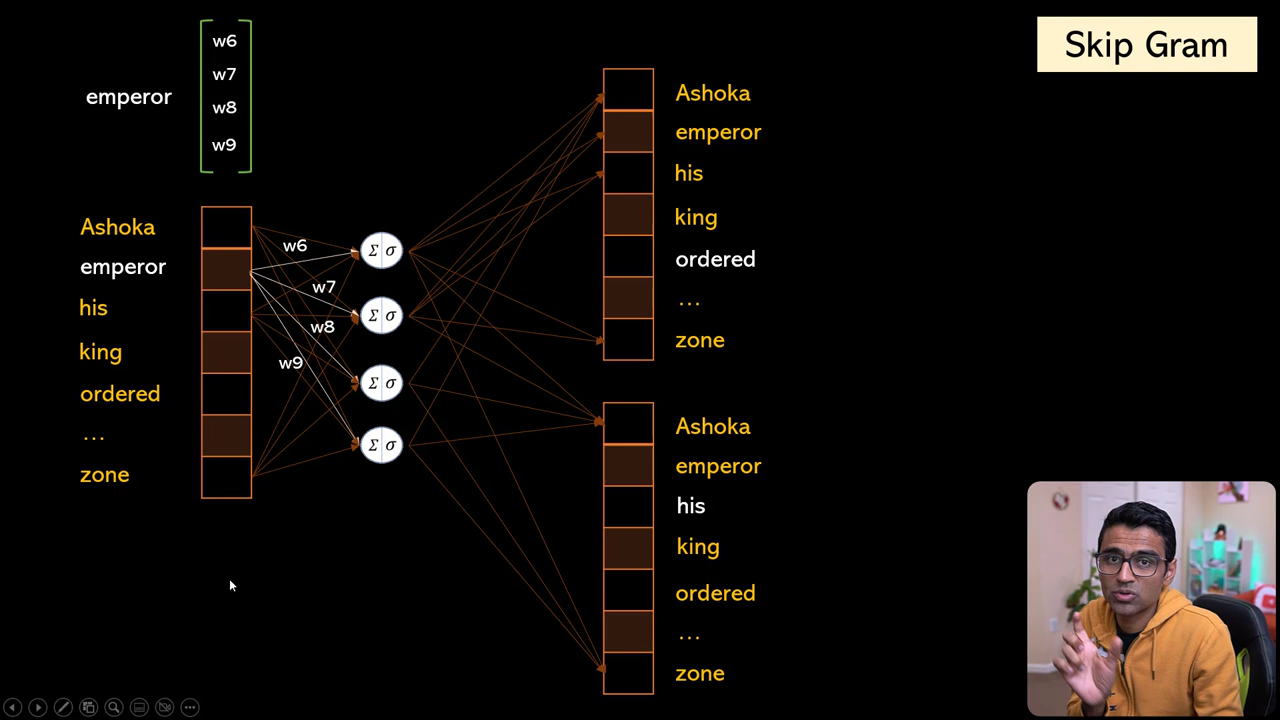 Skip Gram
emperor
w6
w7
w8
w9
Ashoka
emperor
his
king
ordered
...
zone
w6
w7
w8
w9
Σ σ
Σ σ
Σ σ
Σ σ
Ashoka
emperor
his
king
ordered
...
zone
Ashoka
emperor
his
king
ordered
...
zone